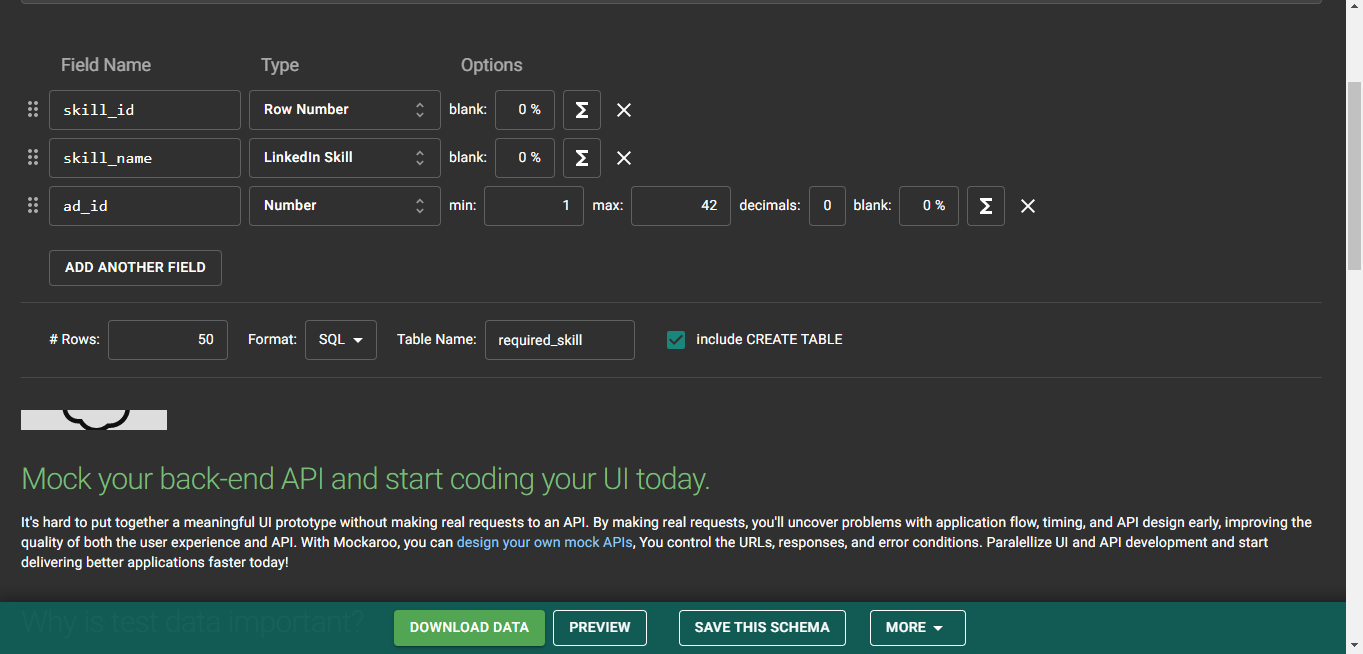 Field Name Type Options
skill_id Row Number blank: 0 % Σ
skill_name LinkedIn Skill blank: 0 % Σ
ad_id Number min: 1 max: 42 decimals: 0 blank: 0 % Σ
ADD ANOTHER FIELD
# Rows: 50 Format: SQL Table Name: required_skill include CREATE TABLE
Mock your back-end API and start coding your UI today.
It's hard to put together a meaningful UI prototype without making real requests to an API. By making real requests, you'll uncover problems with application flow, timing, and API design early, improving the
quality of both the user experience and API. With Mockaroo, you can design your own mock APIs, You control the URLs, responses, and error conditions. Paralellize UI and API development and start
delivering better applications faster today!
Why is test data important?
DOWNLOAD DATA PREVIEW SAVE THIS SCHEMA MORE